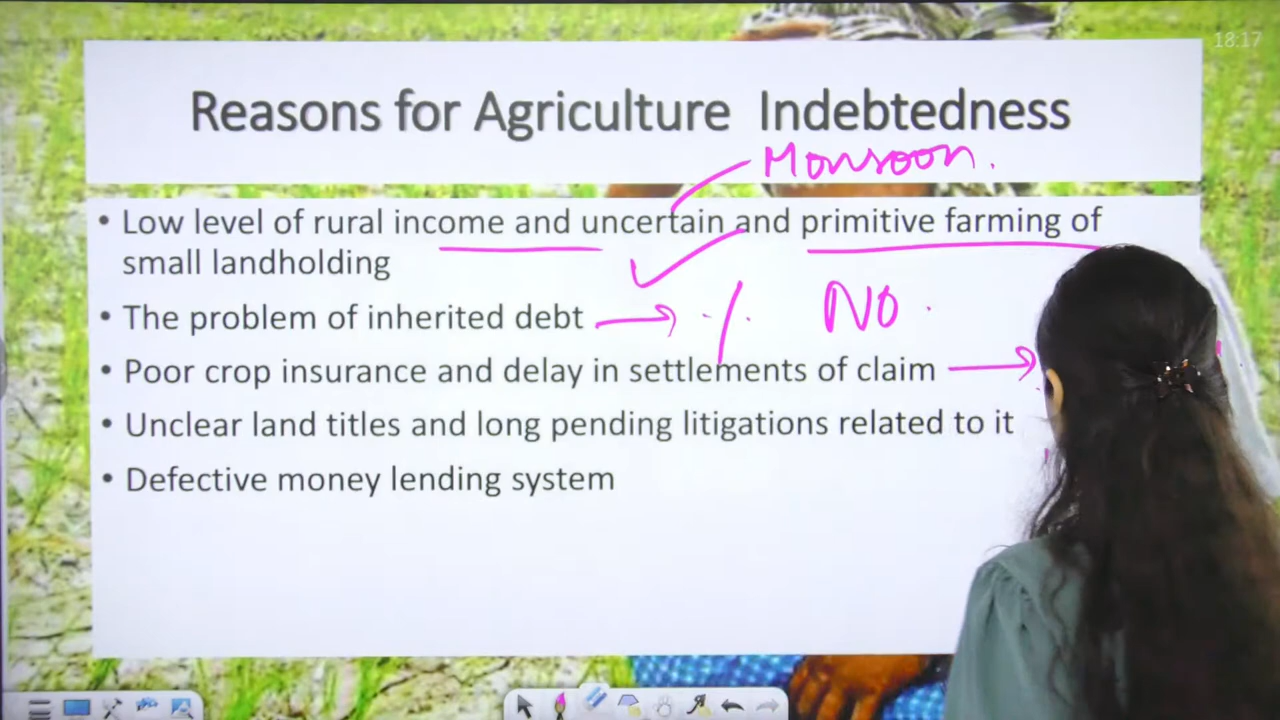 18:17
Reasons for Agriculture Indebtedness
Monsoon.
• Low level of rural income and uncertain and primitive farming of
small landholding
• The problem of inherited debt → ·/· NO.
• Poor crop insurance and delay in settlements of claim →
• Unclear land titles and long pending litigations related to it
• Defective money lending system